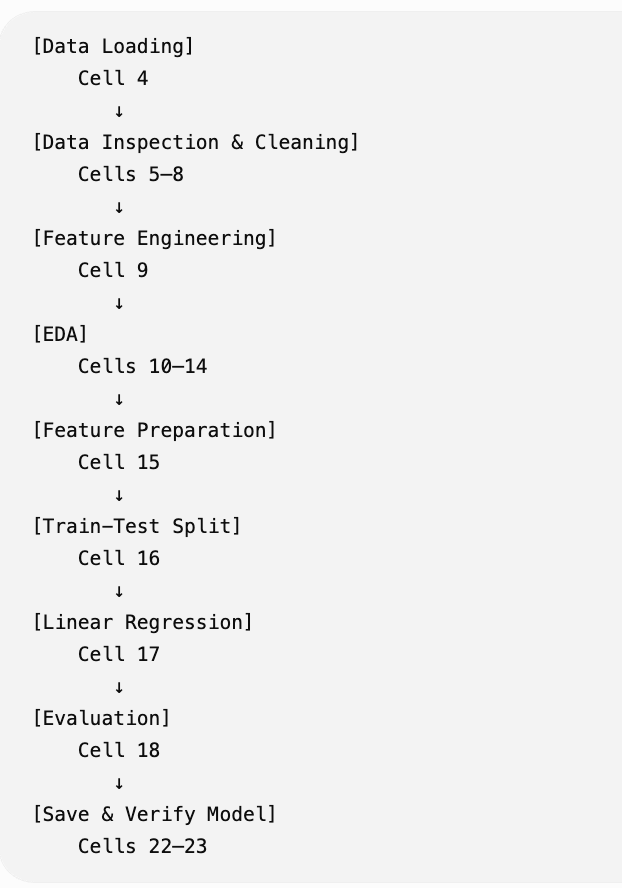 [Data Loading]
Cell 4
↓
[Data Inspection & Cleaning]
Cells 5–8
↓
[Feature Engineering]
Cell 9
↓
[EDA]
Cells 10–14
↓
[Feature Preparation]
Cell 15
↓
[Train–Test Split]
Cell 16
↓
[Linear Regression]
Cell 17
↓
[Evaluation]
Cell 18
↓
[Save & Verify Model]
Cells 22–23